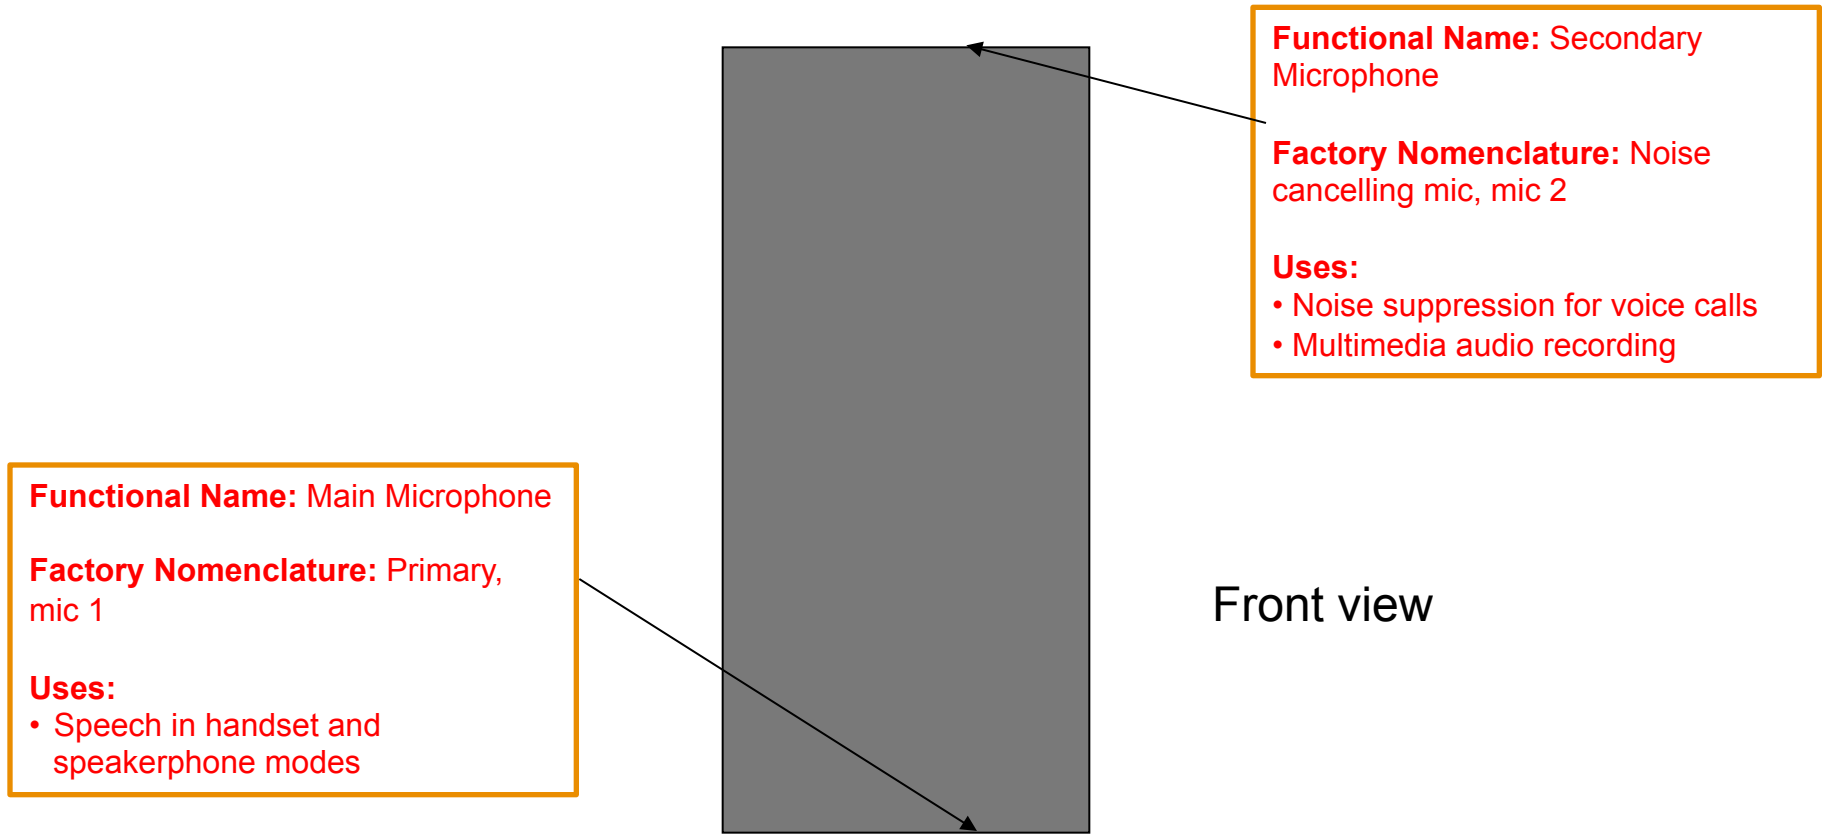 Functional Name: Secondary
Microphone
Factory Nomenclature: Noise
cancelling mic, mic 2
Uses:
• Noise suppression for voice calls
• Multimedia audio recording
Functional Name: Main Microphone
Factory Nomenclature: Primary,
mic 1
Uses:
• Speech in handset and
speakerphone modes
Front view